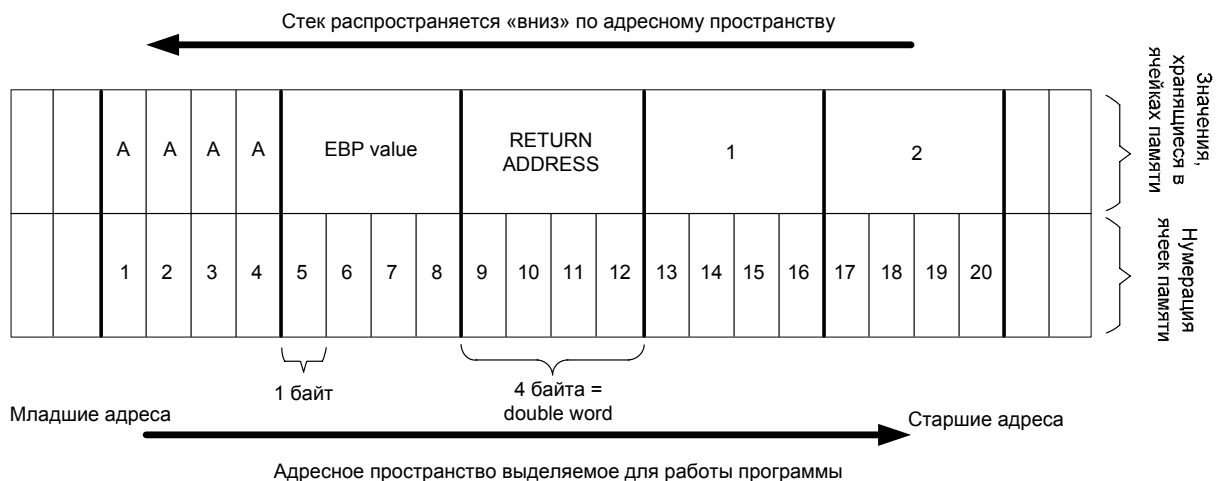 Стек распространяется «вниз» по адресному пространству
A A A A EBP value RETURN ADDRESS 1 2
Значения,
хранящиеся в
ячейках памяти
1 2 3 4 5 6 7 8 9 10 11 12 13 14 15 16 17 18 19 20
Нумерация
ячеек памяти
1 байт
4 байта =
double word
Младшие адреса
Старшие адреса
Адресное пространство выделяемое для работы программы